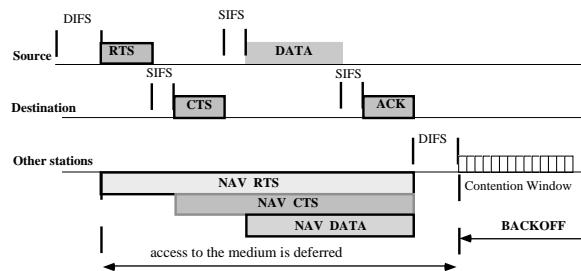 DIFS
SIFS
Source
RTS
DATA
SIFS
SIFS
Destination
CTS
ACK
DIFS
Other stations
NAV RTS
Contention Window
NAV CTS
NAV DATA
BACKOFF
access to the medium is deferred